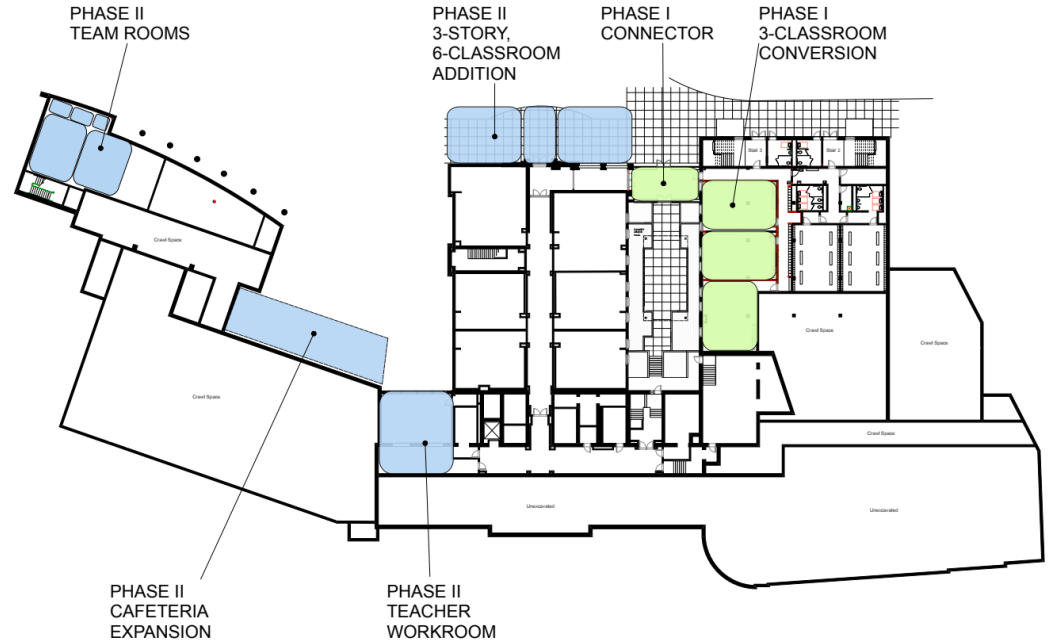 PHASE II
TEAM ROOMS
PHASE II
3-STORY,
6-CLASSROOM
ADDITION
PHASE I
CONNECTOR
PHASE I
3-CLASSROOM
CONVERSION
Stair 3
Stair 2
Crawl Space
Crawl Space
Crawl Space
Crawl Space
Crawl Space
Unexcavated
Unexcavated
PHASE II
CAFETERIA
EXPANSION
PHASE II
TEACHER
WORKROOM